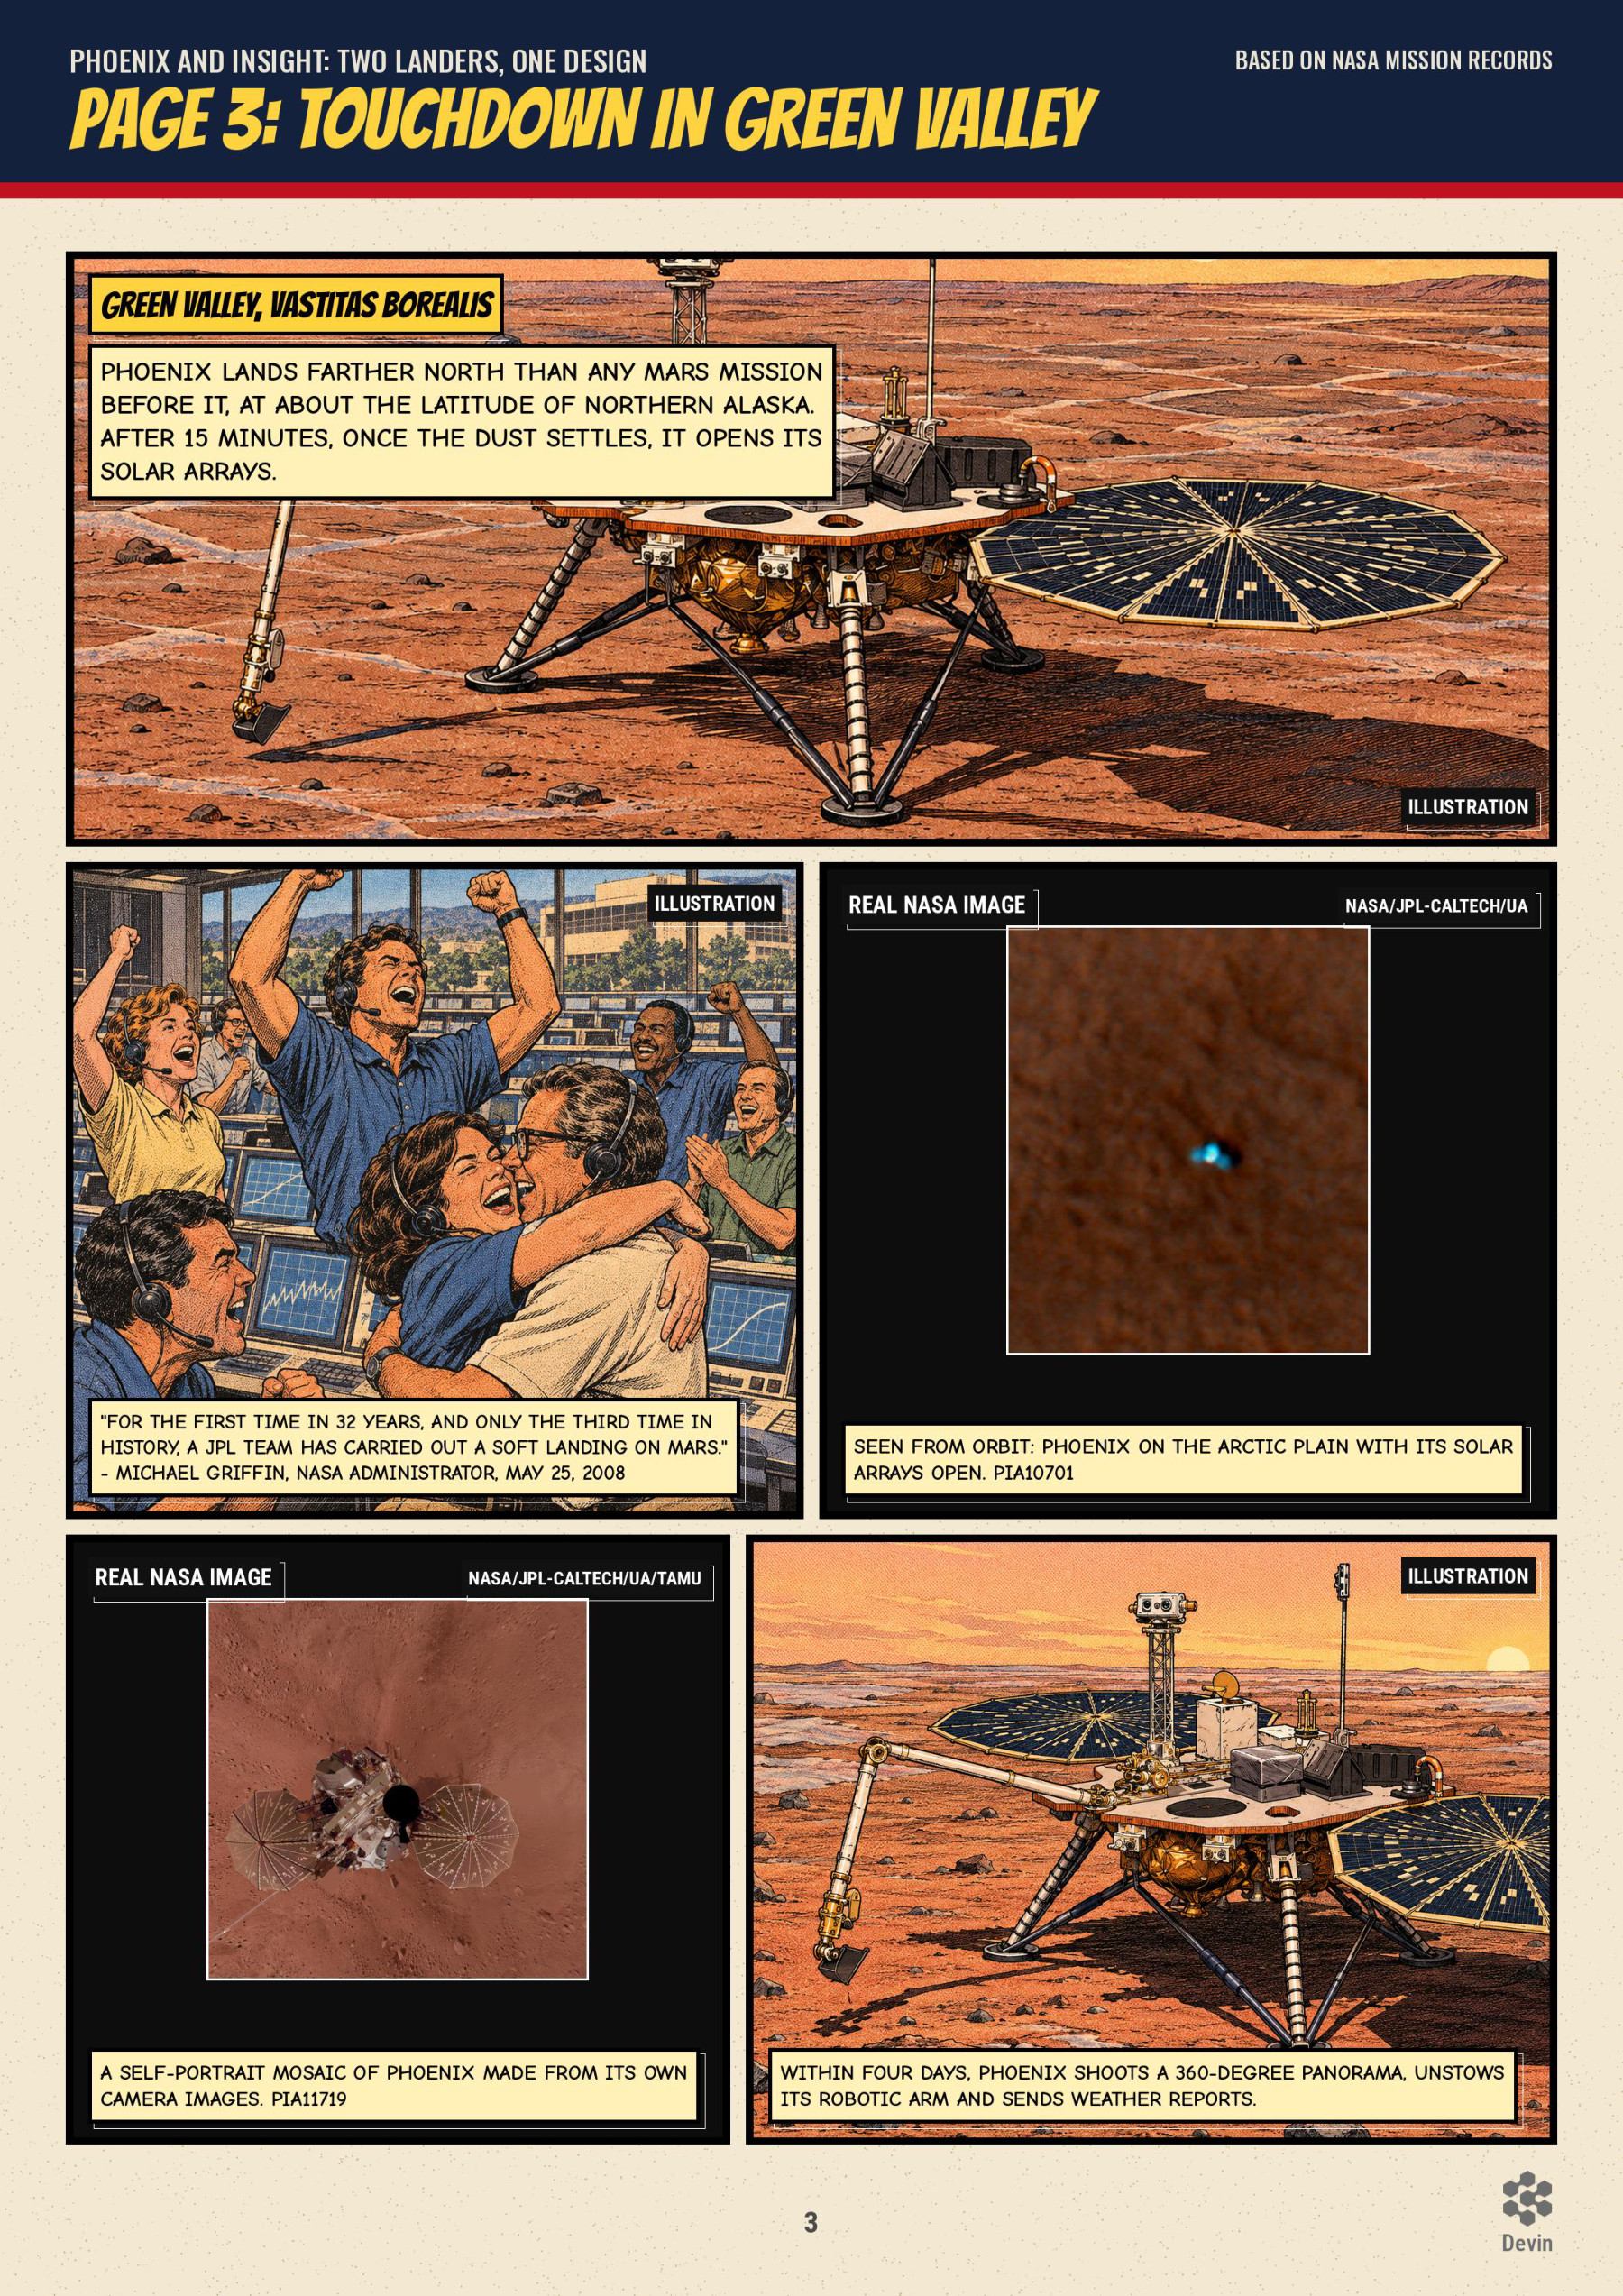 PHOENIX AND INSIGHT: TWO LANDERS, ONE DESIGN
BASED ON NASA MISSION RECORDS
PAGE 3: TOUCHDOWN IN GREEN VALLEY
GREEN VALLEY, VASTITAS BOREALIS
PHOENIX LANDS FARTHER NORTH THAN ANY MARS MISSION
BEFORE IT, AT ABOUT THE LATITUDE OF NORTHERN ALASKA.
AFTER 15 MINUTES, ONCE THE DUST SETTLES, IT OPENS ITS
SOLAR ARRAYS.
ILLUSTRATION
ILLUSTRATION
"FOR THE FIRST TIME IN 32 YEARS, AND ONLY THE THIRD TIME IN
HISTORY, A JPL TEAM HAS CARRIED OUT A SOFT LANDING ON MARS."
- MICHAEL GRIFFIN, NASA ADMINISTRATOR, MAY 25, 2008
REAL NASA IMAGE
NASA/JPL-CALTECH/UA
SEEN FROM ORBIT: PHOENIX ON THE ARCTIC PLAIN WITH ITS SOLAR
ARRAYS OPEN. PIA10701
REAL NASA IMAGE
NASA/JPL-CALTECH/UA/TAMU
A SELF-PORTRAIT MOSAIC OF PHOENIX MADE FROM ITS OWN
CAMERA IMAGES. PIA11719
ILLUSTRATION
WITHIN FOUR DAYS, PHOENIX SHOOTS A 360-DEGREE PANORAMA, UNSTOWS
ITS ROBOTIC ARM AND SENDS WEATHER REPORTS.
3
Devin